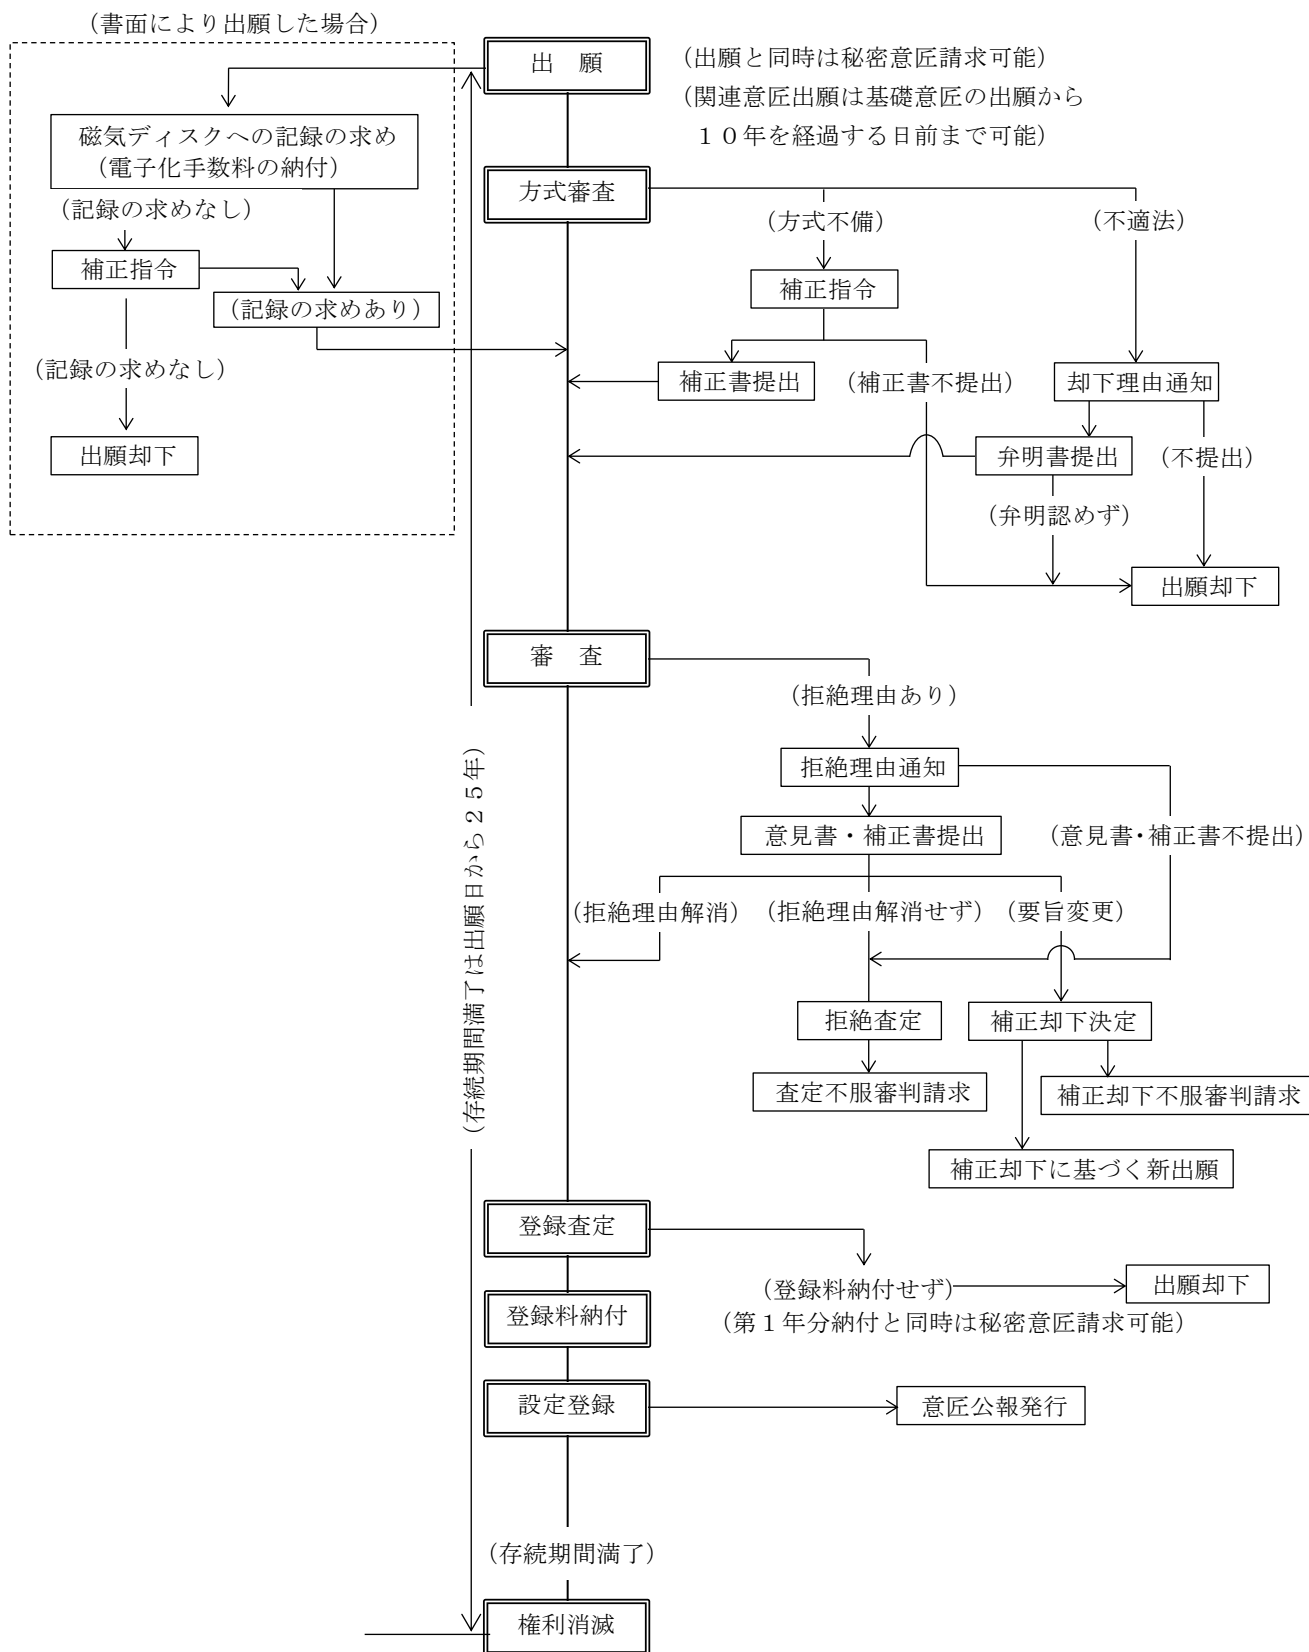 （書面により出願した場合）
出　願
（出願と同時は秘密意匠請求可能）
（関連意匠出願は基礎意匠の出願から
１０年を経過する日前まで可能）
磁気ディスクへの記録の求め
（電子化手数料の納付）
方式審査
（記録の求めなし）
（方式不備）
（不適法）
補正指令
補正指令
（記録の求めあり）
（記録の求めなし）
補正書提出
（補正書不提出）
却下理由通知
出願却下
弁明書提出
（不提出）
（弁明認めず）
出願却下
審　査
（拒絶理由あり）
拒絶理由通知
（存続期間満了は出願日から２５年）
意見書・補正書提出
（意見書・補正書不提出）
（拒絶理由解消）
（拒絶理由解消せず）
（要旨変更）
拒絶査定
補正却下決定
査定不服審判請求
補正却下不服審判請求
補正却下に基づく新出願
登録査定
（登録料納付せず）
出願却下
登録料納付
（第１年分納付と同時は秘密意匠請求可能）
設定登録
意匠公報発行
（存続期間満了）
権利消滅